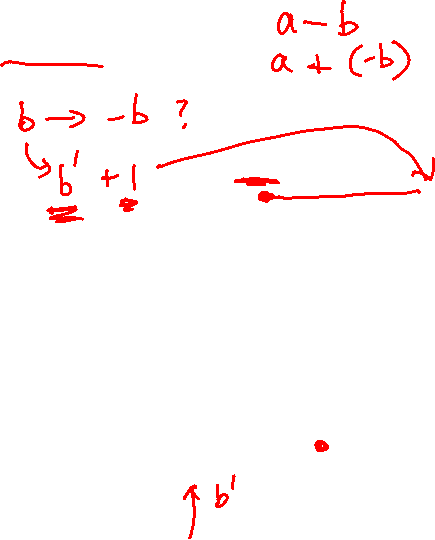 a - b
a + (-b)
b → -b ?
b' + 1
b'